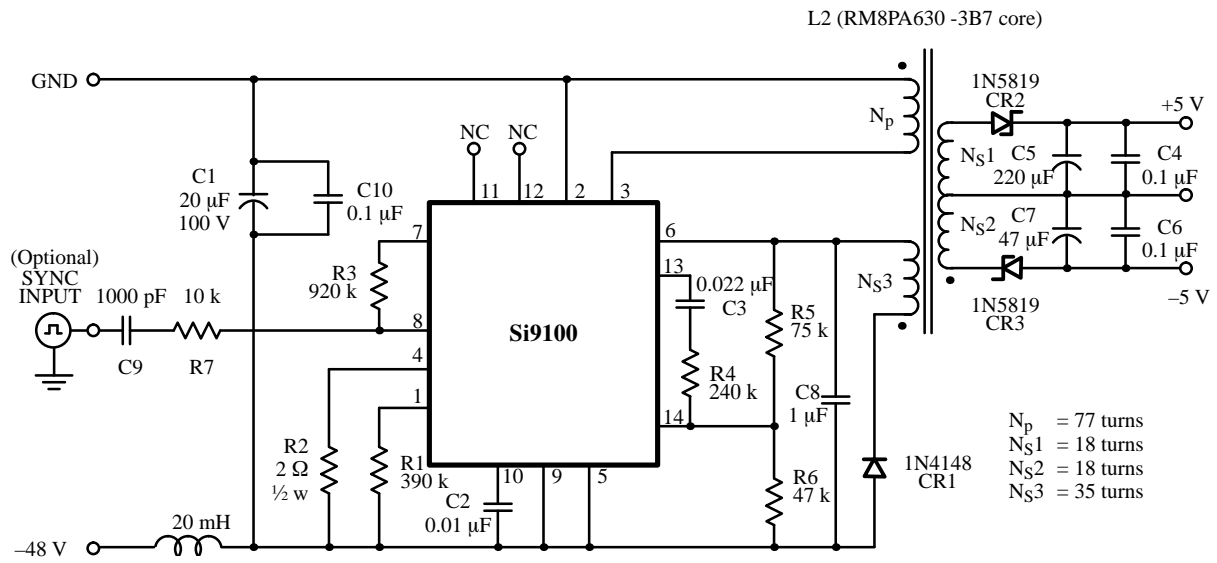 L2 (RM8PA630 -3B7 core)
GND
1N5819
CR2
+5 V
Np
NC
NC
NS1
C5
220 µF
C4
0.1 µF
C1
20 µF
100 V
C10
0.1 µF
11
12
2
3
NS2
C7
47 µF
C6
0.1 µF
7
6
(Optional)
SYNC
INPUT
1000 pF
10 k
R3
920 k
13
0.022 µF
C3
NS3
–5 V
1N5819
CR3
8
Si9100
R5
75 k
C9
R7
4
R4
240 k
C8
1 µF
1
14
Np = 77 turns
NS1 = 18 turns
NS2 = 18 turns
NS3 = 35 turns
R2
2 Ω
½ w
R1
390 k
10
9
5
C2
0.01 µF
R6
47 k
1N4148
CR1
20 mH
–48 V